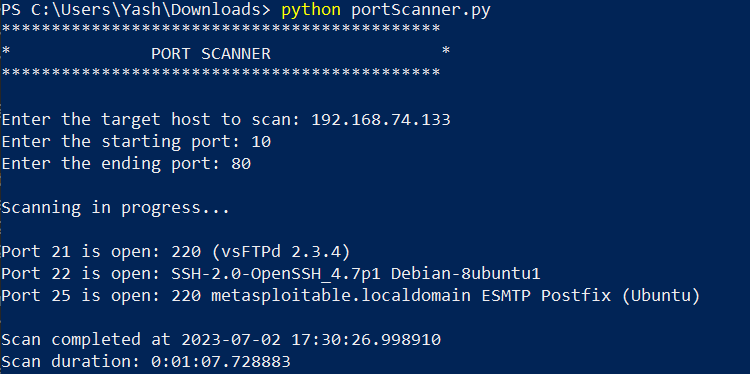 PS C:\Users\Yash\Downloads> python portScanner.py
********************************************
*              PORT SCANNER                 *
********************************************
Enter the target host to scan: 192.168.74.133
Enter the starting port: 10
Enter the ending port: 80
Scanning in progress...
Port 21 is open: 220 (vsFTPd 2.3.4)
Port 22 is open: SSH-2.0-OpenSSH_4.7p1 Debian-8ubuntu1
Port 25 is open: 220 metasploitable.localdomain ESMTP Postfix (Ubuntu)
Scan completed at 2023-07-02 17:30:26.998910
Scan duration: 0:01:07.728883